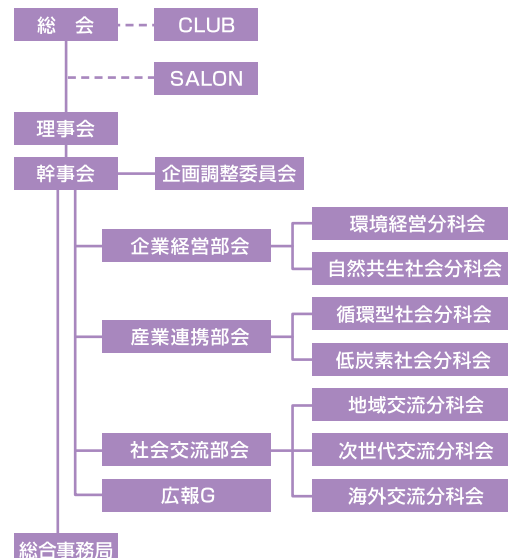 総　会
CLUB
SALON
理事会
幹事会
企画調整委員会
企業経営部会
環境経営分科会
自然共生社会分科会
産業連携部会
循環型社会分科会
低炭素社会分科会
社会交流部会
地域交流分科会
次世代交流分科会
海外交流分科会
広報G
総合事務局